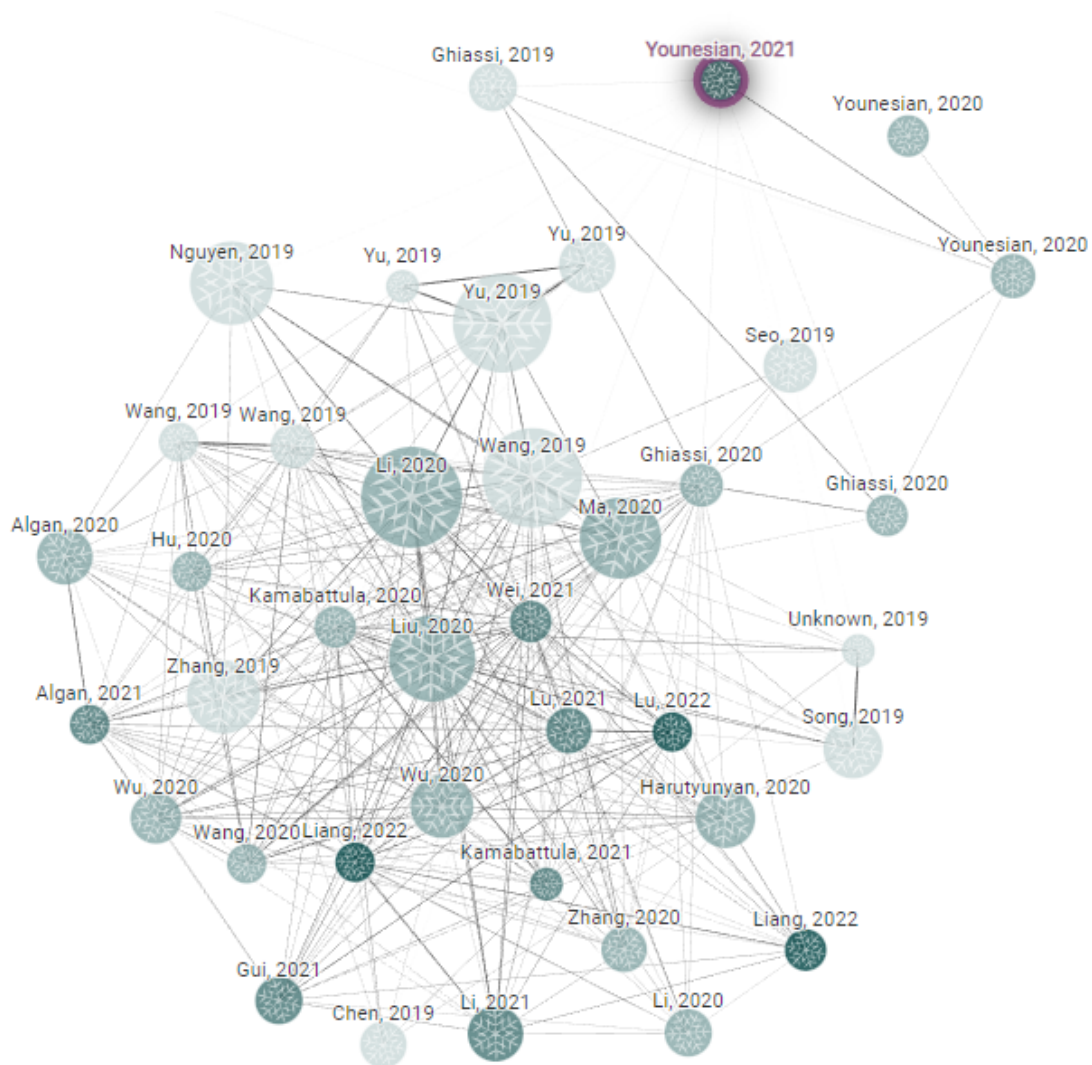 Younesian, 2021
Ghiassi, 2019
Younesian, 2020
Yu, 2019
Younesian, 2020
Nguyen, 2019
Yu, 2019
Yu, 2019
Seo, 2019
Wang, 2019
Wang, 2019
Wang, 2019
Ghiassi, 2020
Li, 2020
Ghiassi, 2020
Ma, 2020
Algan, 2020
Hu, 2020
Wei, 2021
Kamabattula, 2020
Unknown, 2019
Liu, 2020
Zhang, 2019
Algan, 2021
Lu, 2021
Lu, 2022
Song, 2019
Wu, 2020
Wu, 2020
Harutyunyan, 2020
Wang, 2020
Liang, 2022
Kamabattula, 2021
Zhang, 2020
Liang, 2022
Gui, 2021
Li, 2021
Li, 2020
Chen, 2019